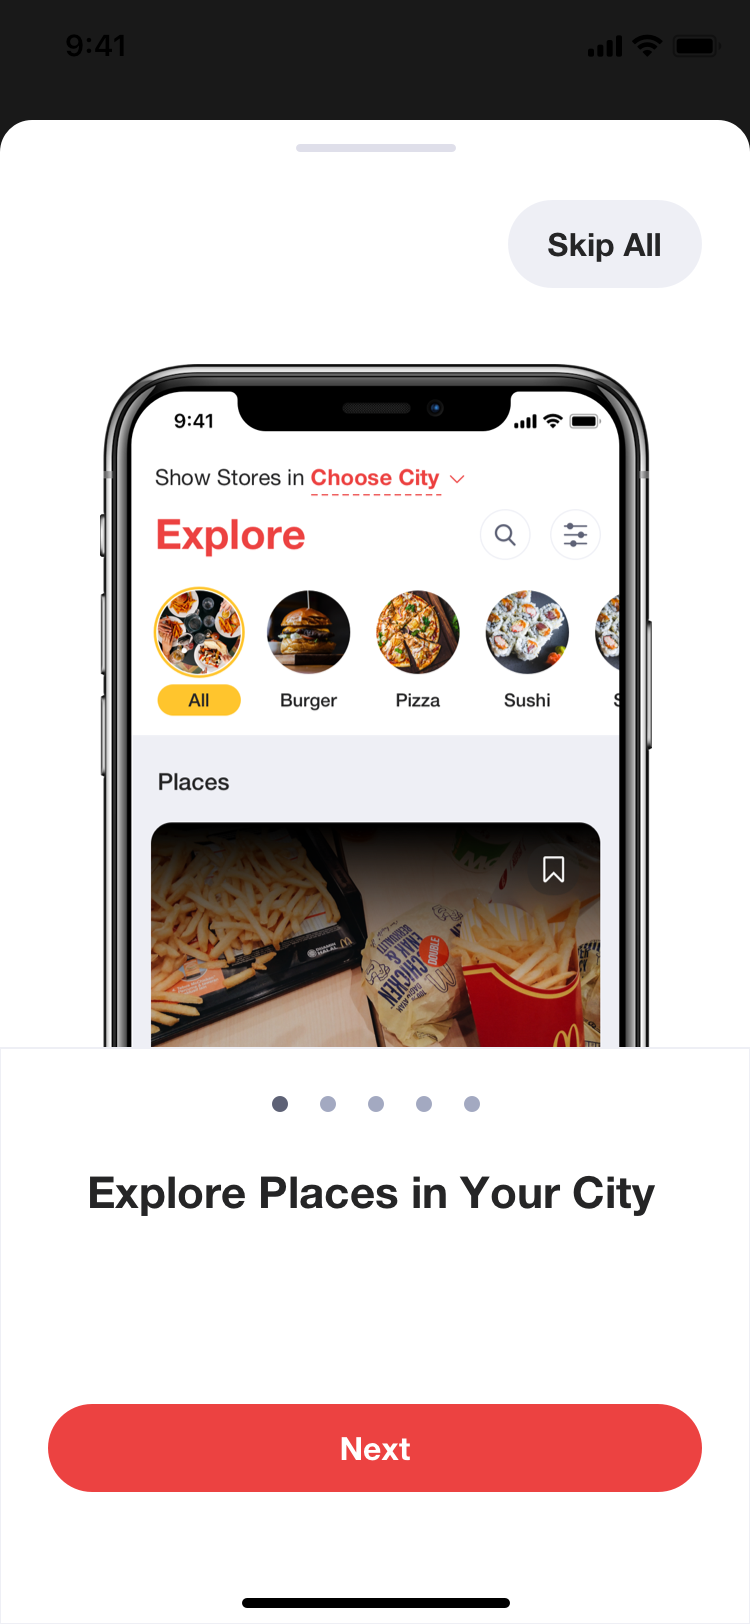 9:41
Skip All
9:41
Show Stores in Choose City
Explore
All
Burger
Pizza
Sushi
S
Places
DOUBLE
CHICKEN
Explore Places in Your City
Next